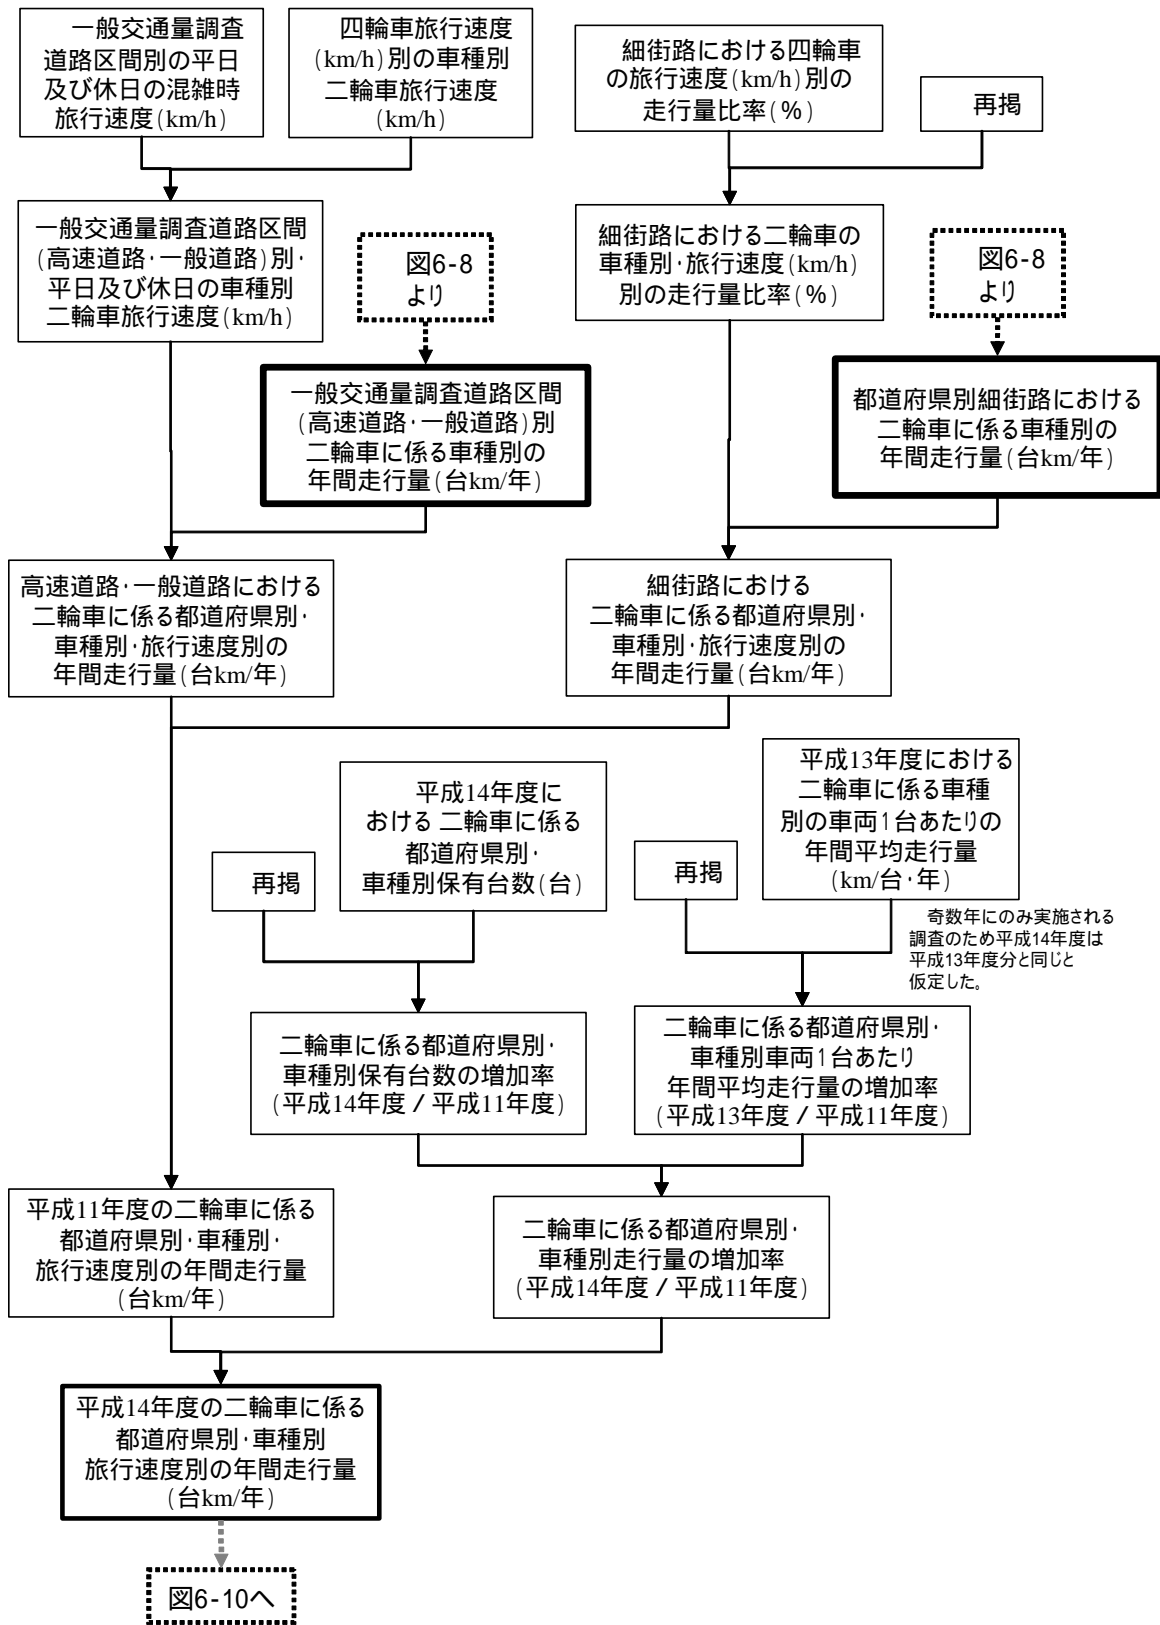 一般交通量調査
道路区間別の平日
及び休日の混雑時
旅行速度(km/h)
四輪車旅行速度
(km/h)別の車種別
二輪車旅行速度
(km/h)
細街路における四輪車
の旅行速度(km/h)別の
走行量比率(%)
再掲
一般交通量調査道路区間
(高速道路・一般道路)別・
平日及び休日の車種別
二輪車旅行速度(km/h)
図6-8
より
細街路における二輪車の
車種別・旅行速度(km/h)
別の走行量比率(%)
図6-8
より
一般交通量調査道路区間
(高速道路・一般道路)別
二輪車に係る車種別の
年間走行量(台km/年)
都道府県別細街路における
二輪車に係る車種別の
年間走行量(台km/年)
高速道路・一般道路における
二輪車に係る都道府県別・
車種別・旅行速度別の
年間走行量(台km/年)
細街路における
二輪車に係る都道府県別・
車種別・旅行速度別の
年間走行量(台km/年)
再掲
平成14年度に
おける 二輪車に係る
都道府県別・
車種別保有台数(台)
再掲
平成13年度における
二輪車に係る車種
別の車両1台あたりの
年間平均走行量
(km/台・年)
奇数年にのみ実施される
調査のため平成14年度は
平成13年度分と同じと
仮定した。
二輪車に係る都道府県別・
車種別保有台数の増加率
(平成14年度 / 平成11年度)
二輪車に係る都道府県別・
車種別車両1台あたり
年間平均走行量の増加率
(平成13年度 / 平成11年度)
平成11年度の二輪車に係る
都道府県別・車種別・
旅行速度別の年間走行量
(台km/年)
二輪車に係る都道府県別・
車種別走行量の増加率
(平成14年度 / 平成11年度)
平成14年度の二輪車に係る
都道府県別・車種別
旅行速度別の年間走行量
(台km/年)
図6-10へ